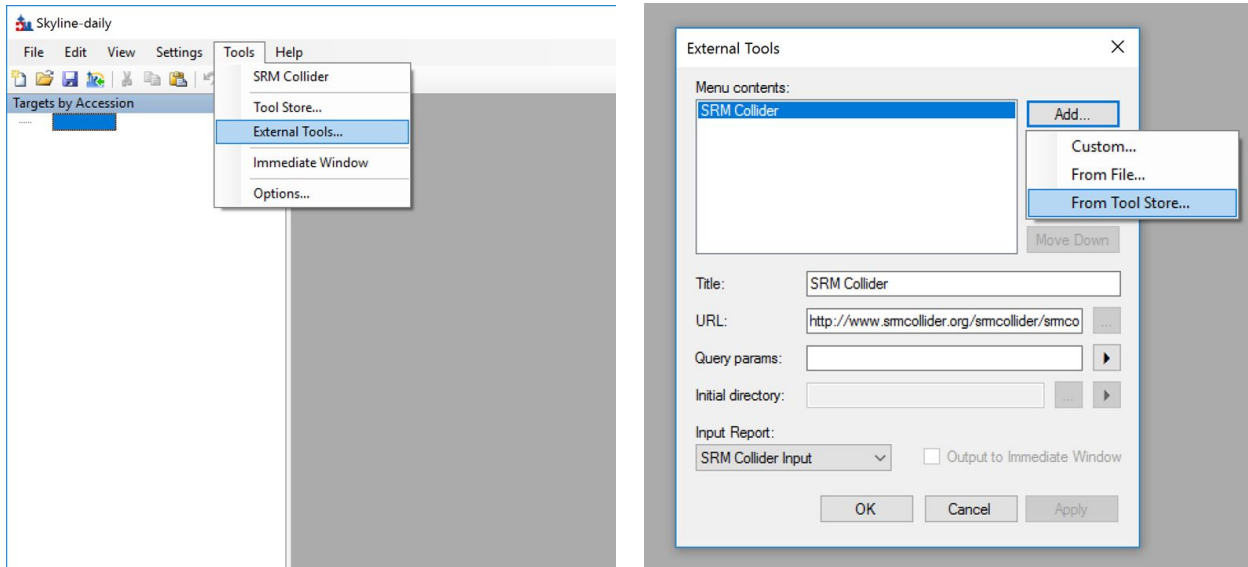 Skyline-daily
File Edit View Settings Tools Help
Targets by Accession
SRM Collider
Tool Store...
External Tools...
Immediate Window
Options...
External Tools
Menu contents:
SRM Collider
Add...
Custom...
From File...
From Tool Store...
Move Down
Title: SRM Collider
URL: http://www.srmcollider.org/srmcollider/srmco ...
Query params:
Initial directory: ...
Input Report:
SRM Collider Input Output to Immediate Window
OK Cancel Apply